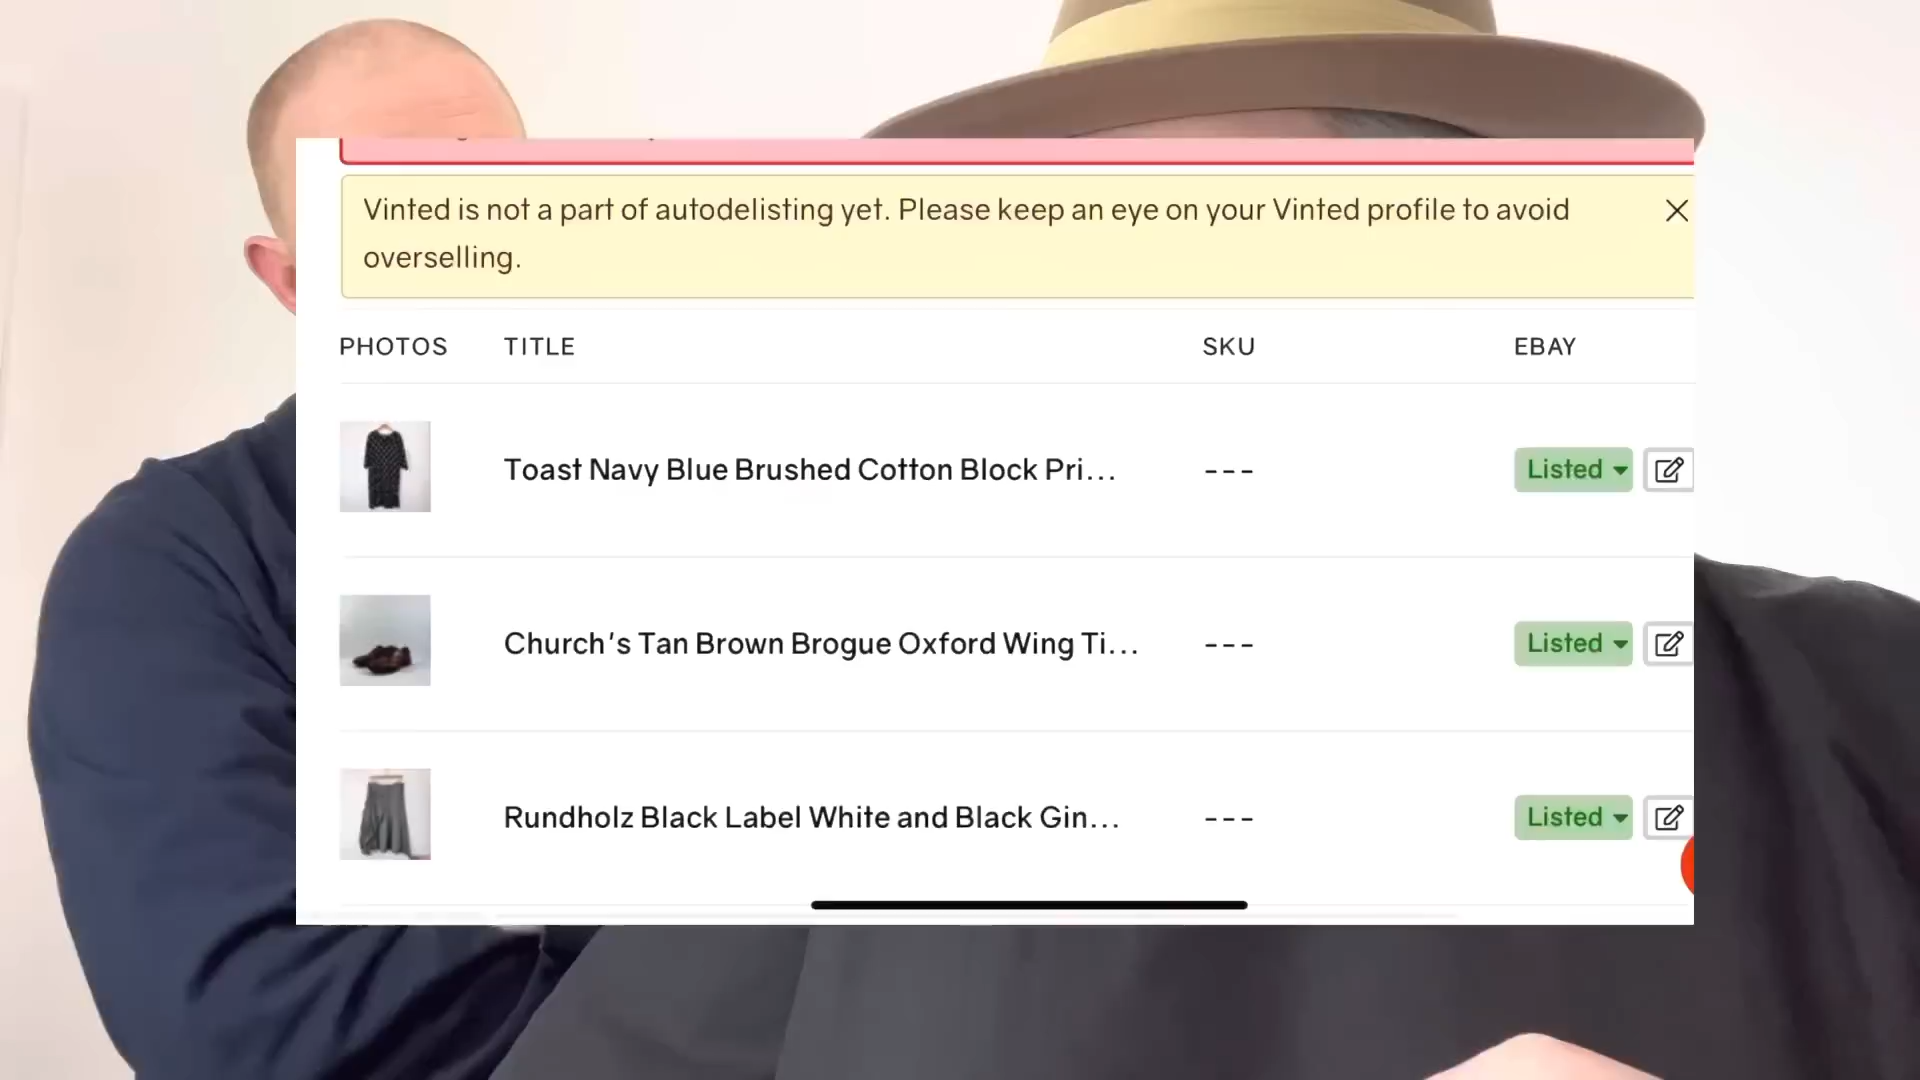 Vinted is not a part of autodelisting yet. Please keep an eye on your Vinted profile to avoid
overselling.
PHOTOS TITLE SKU EBAY
Toast Navy Blue Brushed Cotton Block Pri... --- Listed
Church's Tan Brown Brogue Oxford Wing Ti... --- Listed
Rundholz Black Label White and Black Gin... --- Listed